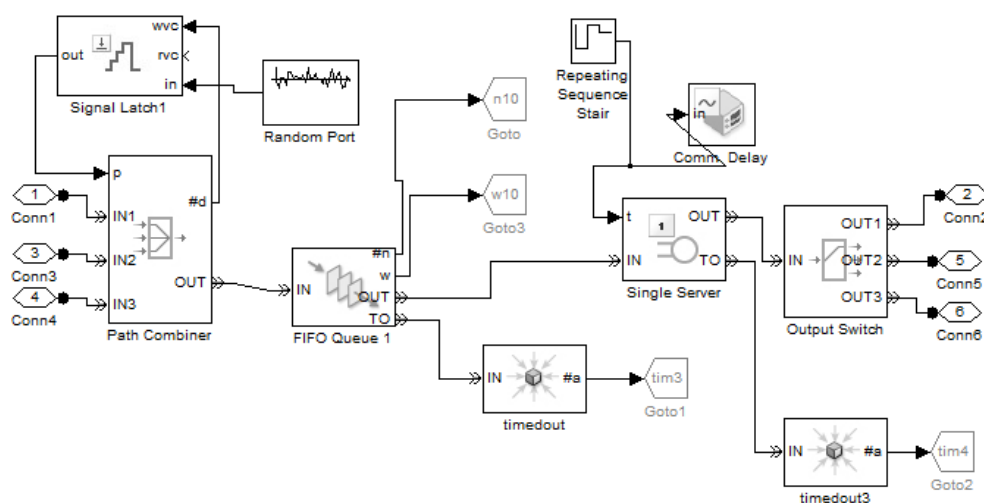 wvc
out
rvc
in
Signal Latch1
Random Port
n10
Goto
Repeating
Sequence
Stair
in
Comm. Delay
p
#d
1
Conn1
IN1
3
Conn3
IN2
OUT
4
Conn4
IN3
Path Combiner
w10
Goto3
#n
w
IN
OUT
TO
FIFO Queue 1
t
1
OUT
IN
TO
Single Server
OUT1
2
Conn2
IN
OUT2
5
Conn5
OUT3
6
Conn6
Output Switch
IN
#a
tim3
Goto1
timedout
IN
#a
tim4
Goto2
timedout3